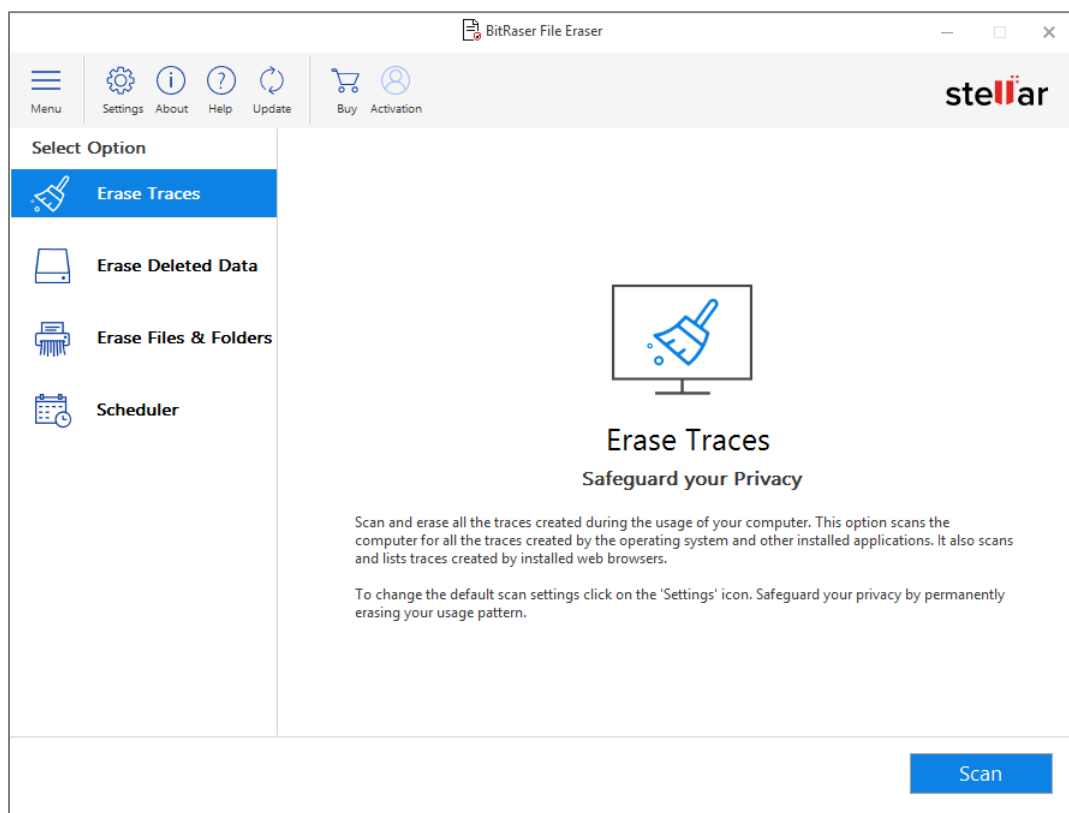 BitRaser File Eraser
Menu
Settings
About
Help
Update
Buy
Activation
stellar
Select Option
Erase Traces
Erase Deleted Data
Erase Files & Folders
Scheduler
Erase Traces
Safeguard your Privacy
Scan and erase all the traces created during the usage of your computer. This option scans the
computer for all the traces created by the operating system and other installed applications. It also scans
and lists traces created by installed web browsers.
To change the default scan settings click on the 'Settings' icon. Safeguard your privacy by permanently
erasing your usage pattern.
Scan